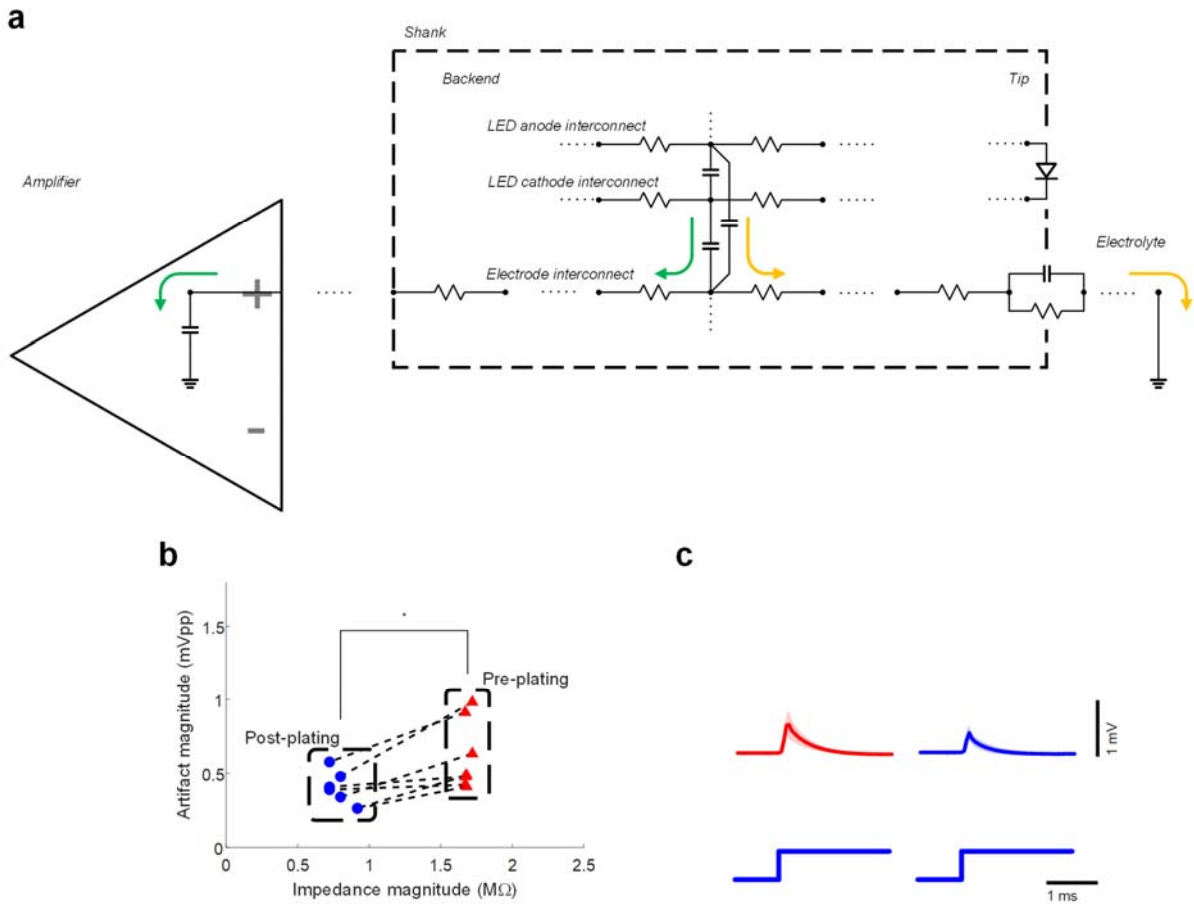 a
Shank
Backend
Tip
LED anode interconnect
Amplifier
LED cathode interconnect
Electrolyte
Electrode interconnect
+
−
b
c
Artifact magnitude (mVpp)
1.5
1
0.5
0
*
Pre-plating
Post-plating
0 0.5 1 1.5 2 2.5
Impedance magnitude (MΩ)
1 mV
1 ms